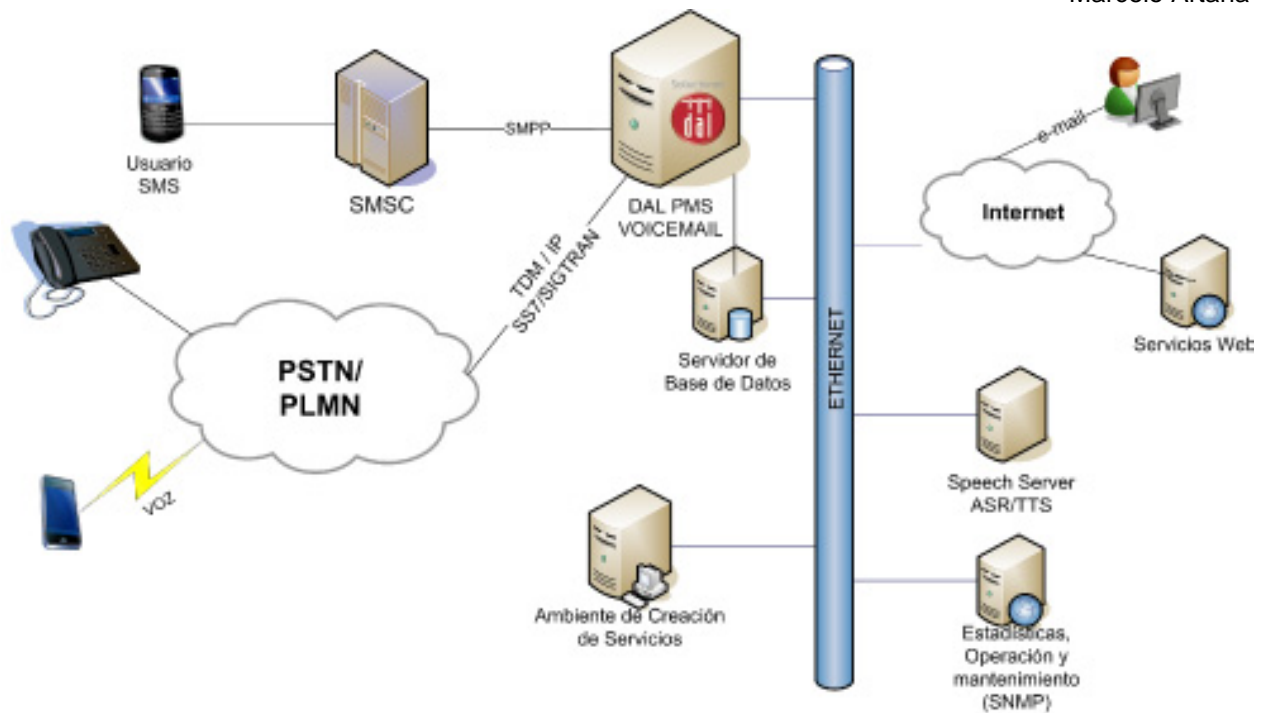 Usuario
SMS
SMSC
SMPP
DAL PMS
VOICEMAIL
e-mail
Internet
Servicios Web
TDM / IP
SS7/SIGTRAN
PSTN/
PLMN
VOZ
Servidor de
Base de Datos
ETHERNET
Speech Server
ASR/TTS
Ambiente de Creación
de Servicios
Estadísticas,
Operación y
mantenimiento
(SNMP)